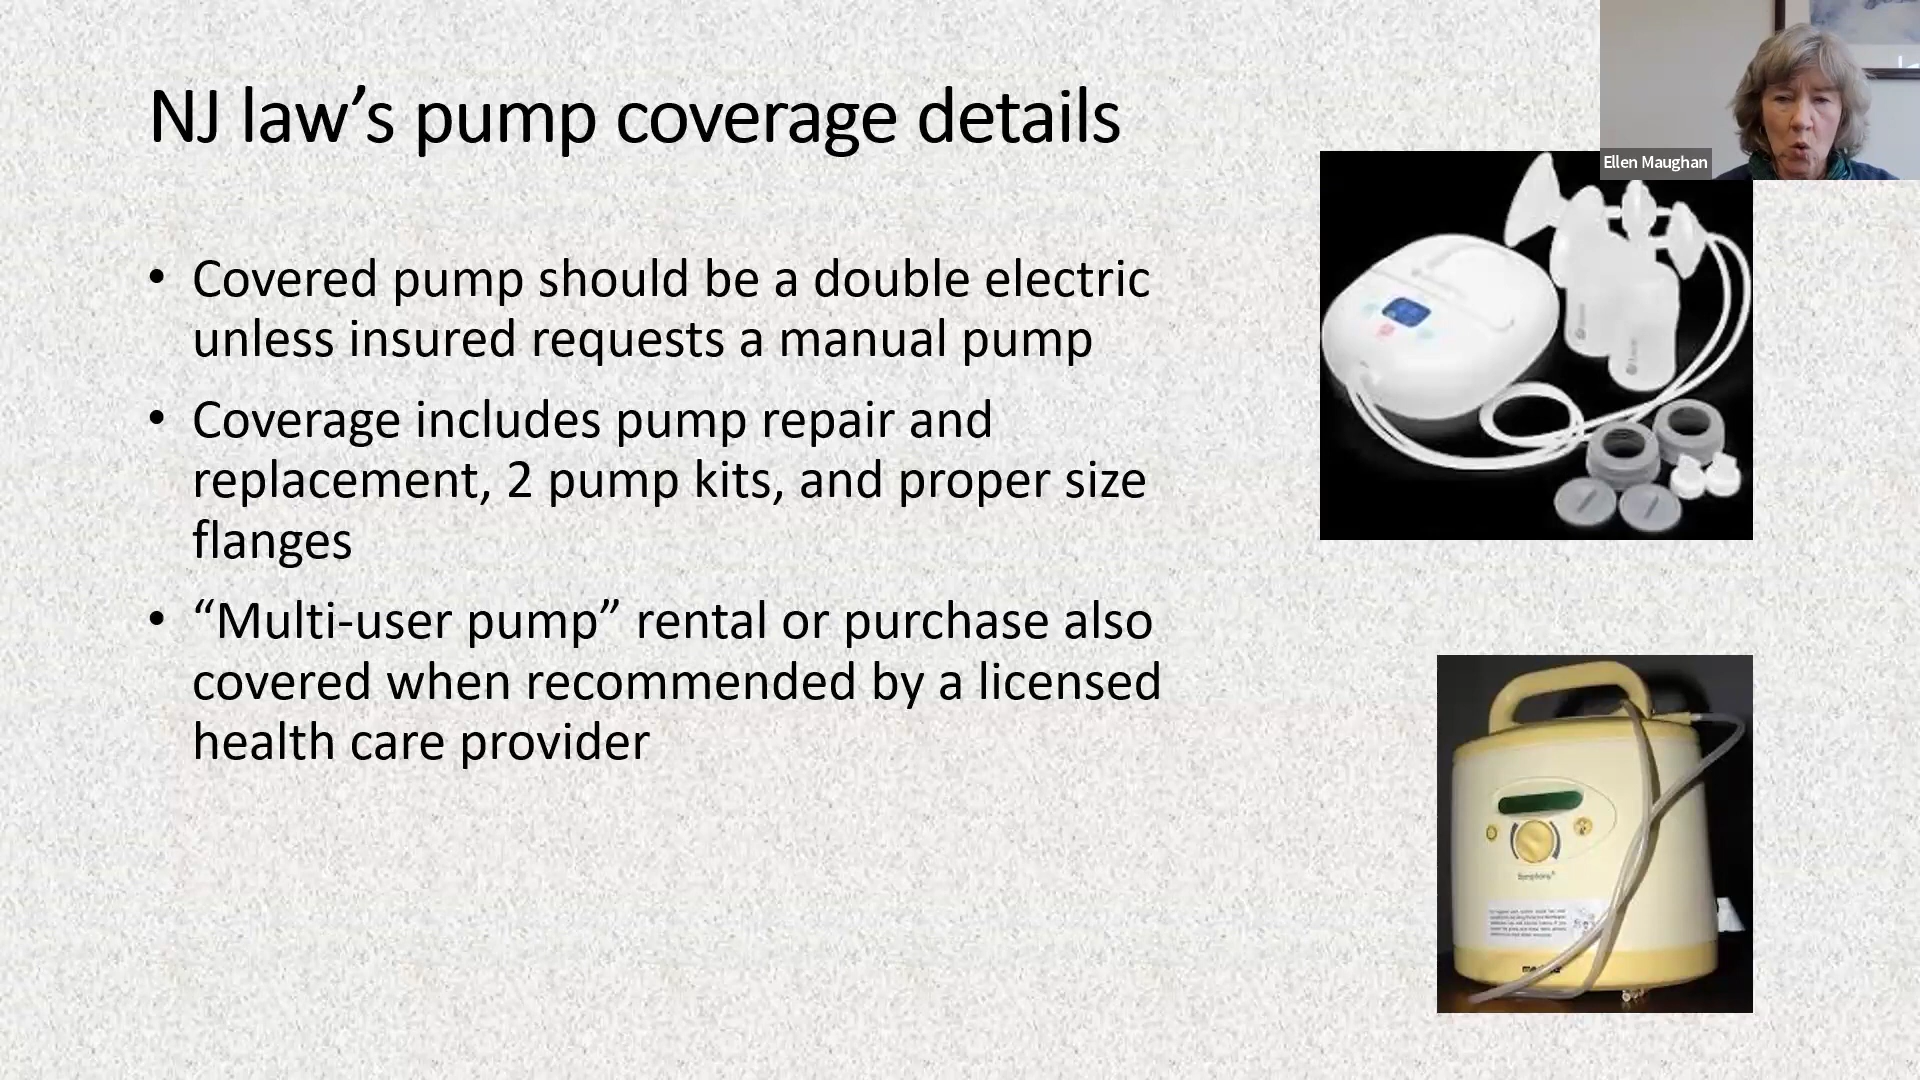 NJ law’s pump coverage details
Ellen Maughan
• Covered pump should be a double electric
unless insured requests a manual pump
• Coverage includes pump repair and
replacement, 2 pump kits, and proper size
flanges
• “Multi-user pump” rental or purchase also
covered when recommended by a licensed
health care provider
Symphony